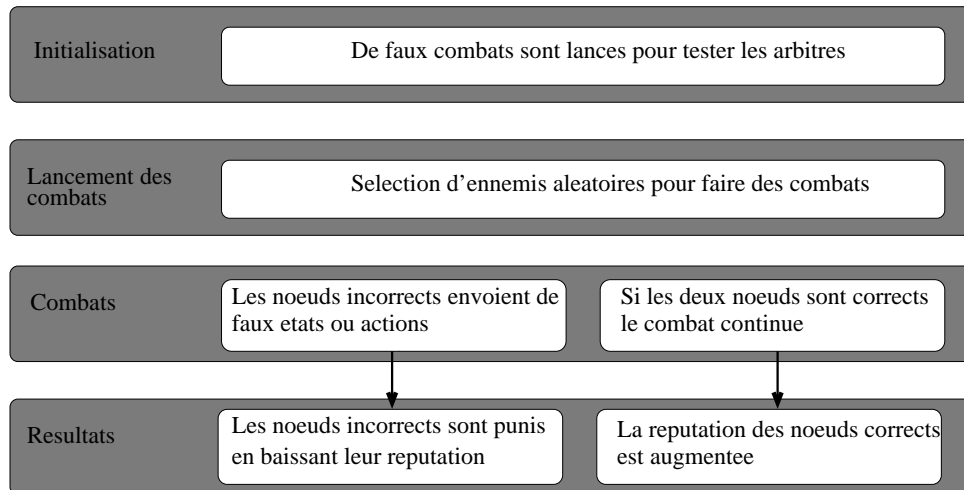 Initialisation
De faux combats sont lances pour tester les arbitres
Lancement des
combats
Selection d'ennemis aleatoires pour faire des combats
Combats
Les noeuds incorrects envoient de
faux etats ou actions
Si les deux noeuds sont corrects
le combat continue
Resultats
Les noeuds incorrects sont punis
en baissant leur reputation
La reputation des noeuds corrects
est augmentee